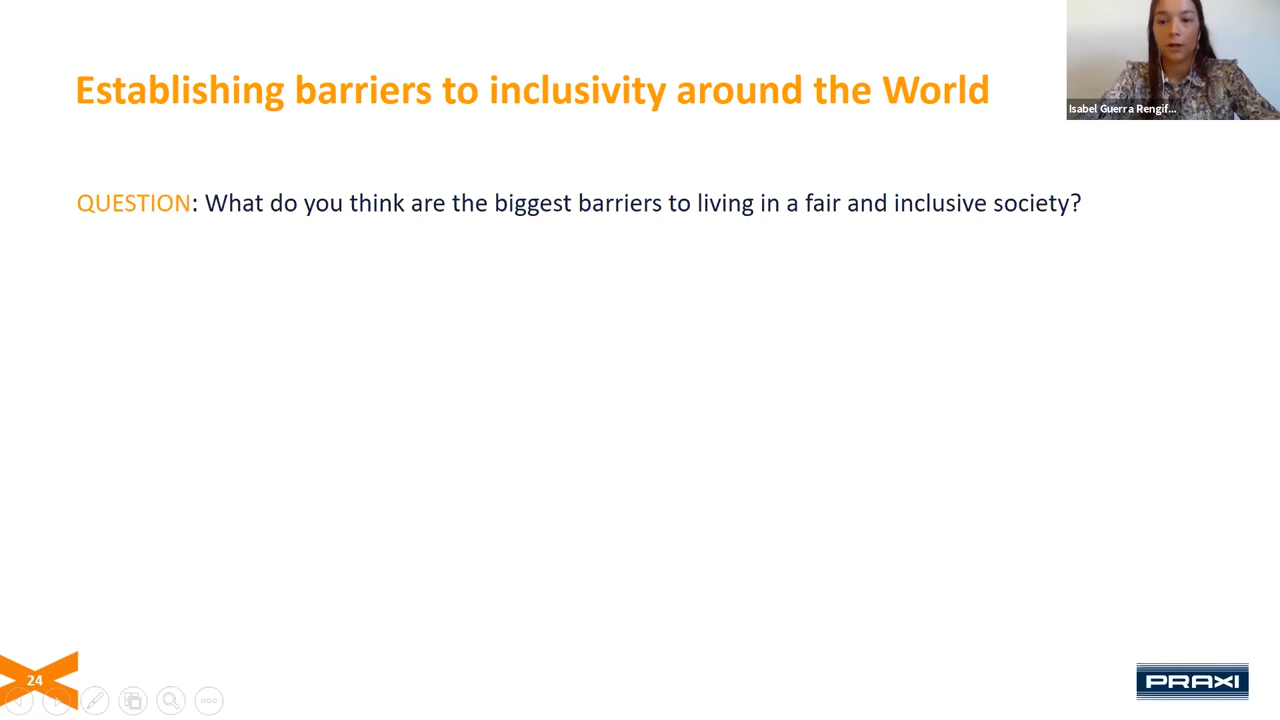 Establishing barriers to inclusivity around the World
Isabel Guerra Rengif...
QUESTION: What do you think are the biggest barriers to living in a fair and inclusive society?
24
PRAXI